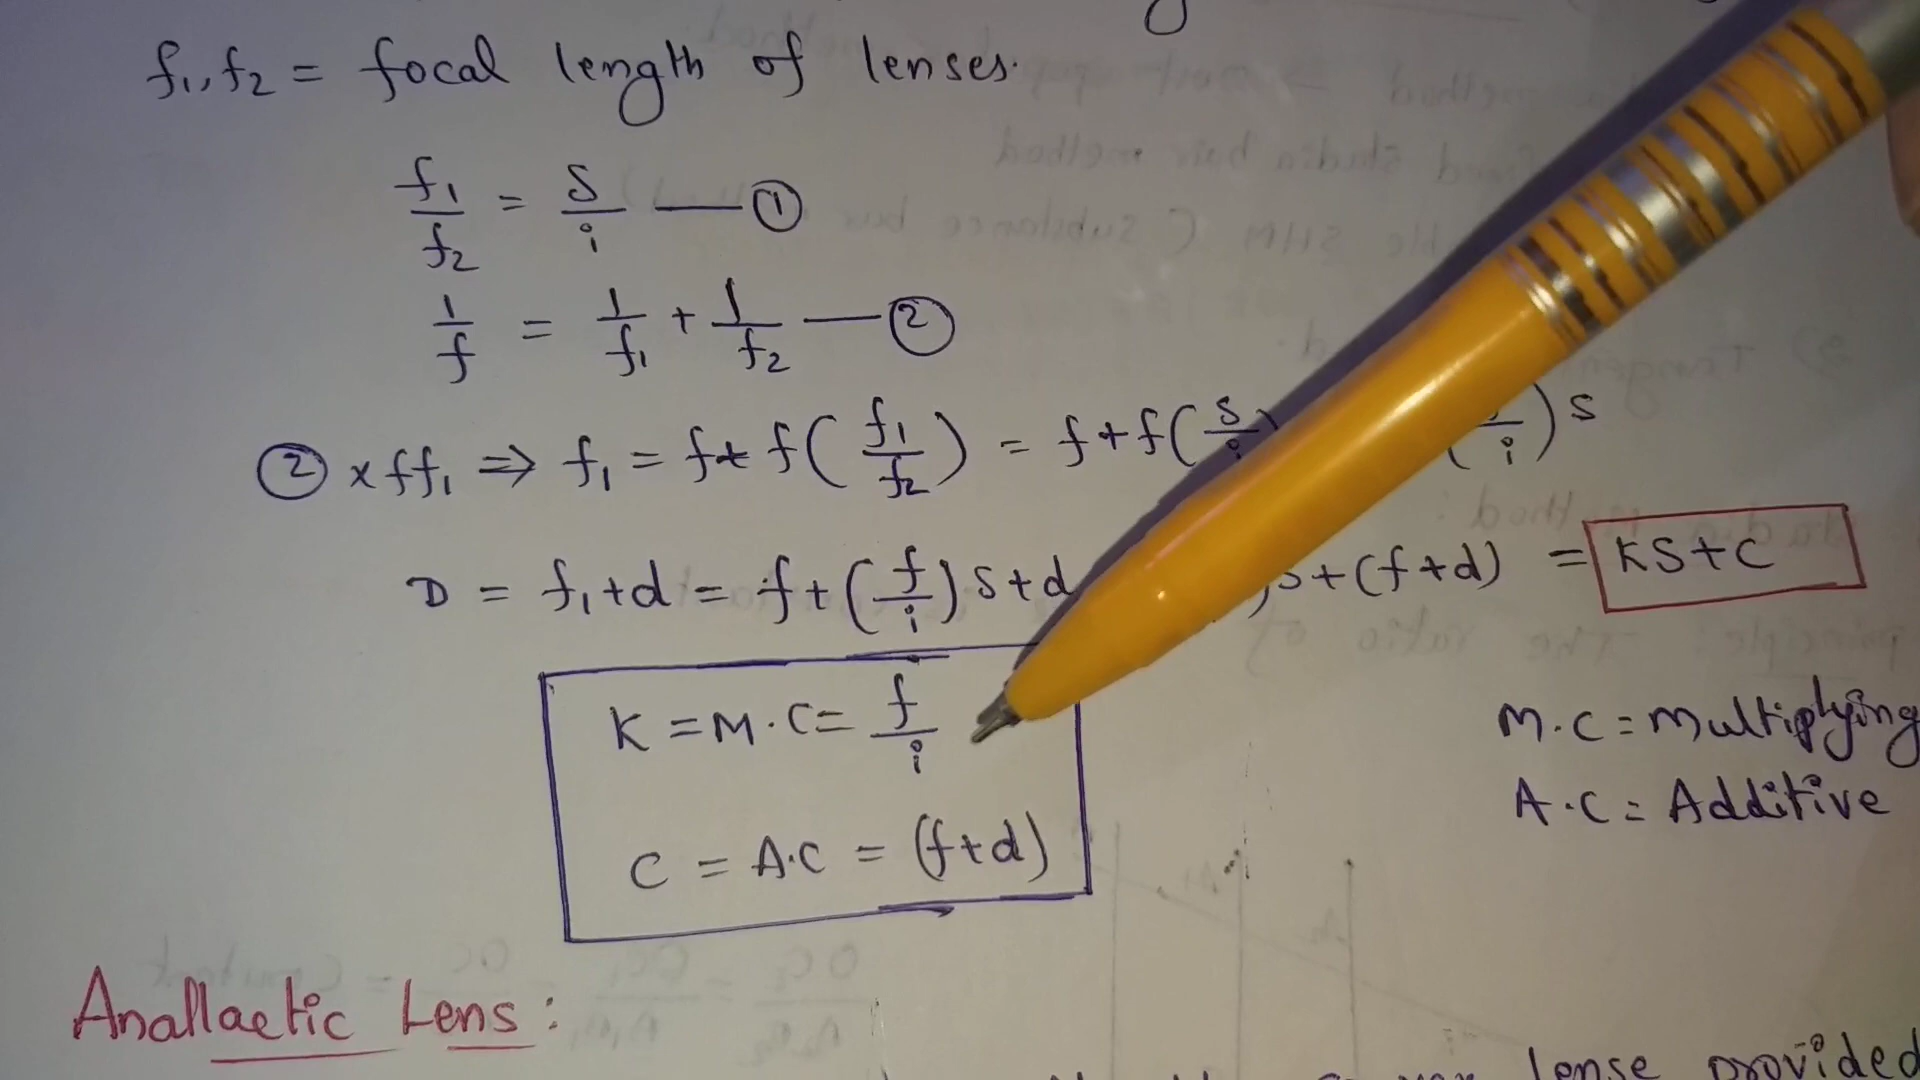 f₁, f₂ = focal length of lenses.
f₁/f₂ = S/i — ①
1/f = 1/f₁ + 1/f₂ — ②
② x ff₁ ⇒ f₁ = f + f(f₁/f₂) = f + f(S/i) /i) S
D = f₁+d = f+(f/i)S+d )S+(f+d) = KS+C
K = M.C = f/i
C = A.C = (f+d)
M.C = Multiplying
A.C = Additive
Anallactic Lens:
lense provided